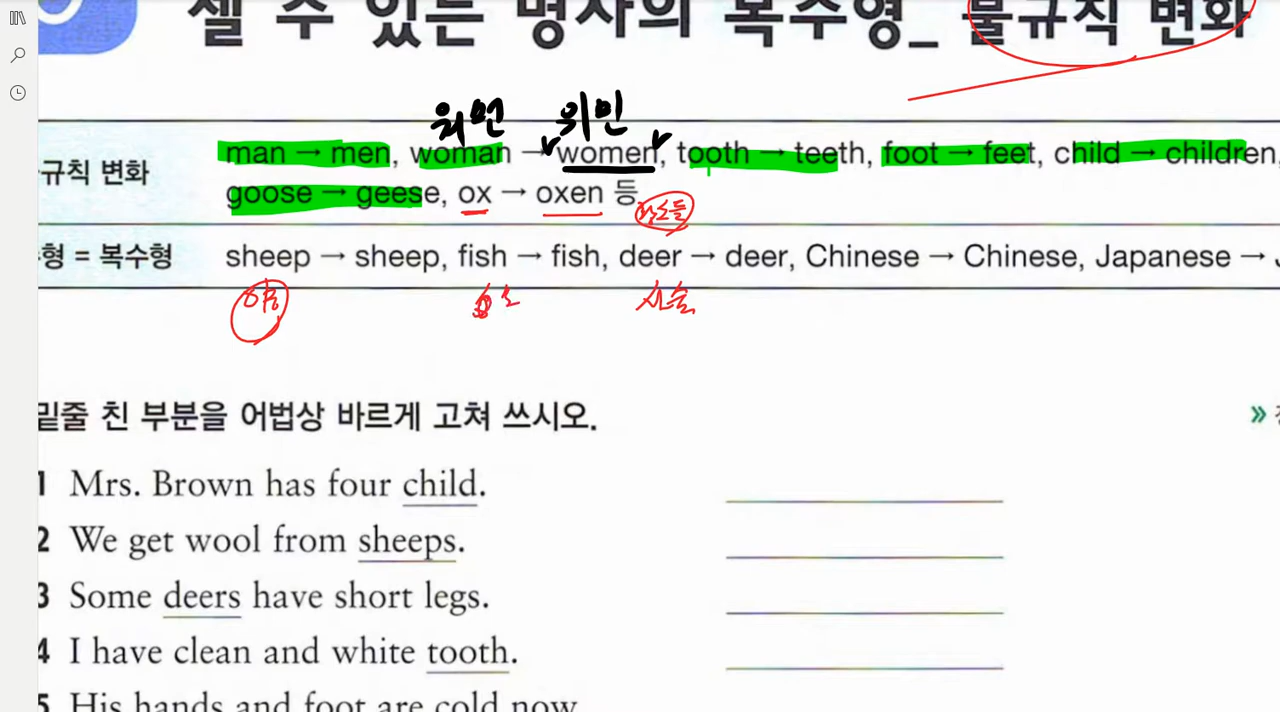 셀 수 있는 명사의 복수형_ 불규칙 변화
워먼 위민
규칙 변화
man → men, woman → women, tooth → teeth, foot → feet, child → children,
goose → geese, ox → oxen 등
황소들
형 = 복수형
sheep → sheep, fish → fish, deer → deer, Chinese → Chinese, Japanese →
사슴
밑줄 친 부분을 어법상 바르게 고쳐 쓰시오.
1 Mrs. Brown has four child.
2 We get wool from sheeps.
3 Some deers have short legs.
4 I have clean and white tooth.
5 His hands and foot are cold now